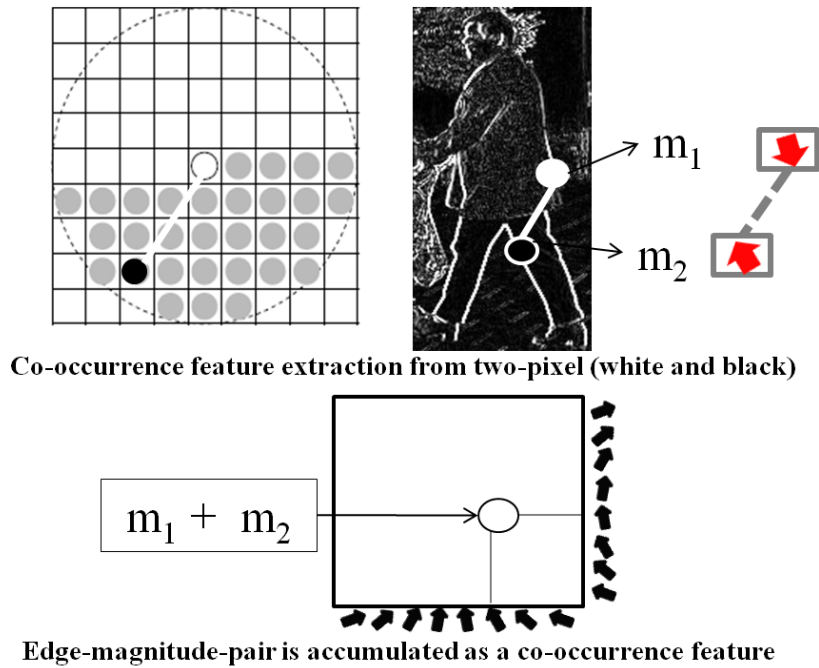 m₁
m₂
Co-occurrence feature extraction from two-pixel (white and black)
m₁ + m₂
Edge-magnitude-pair is accumulated as a co-occurrence feature